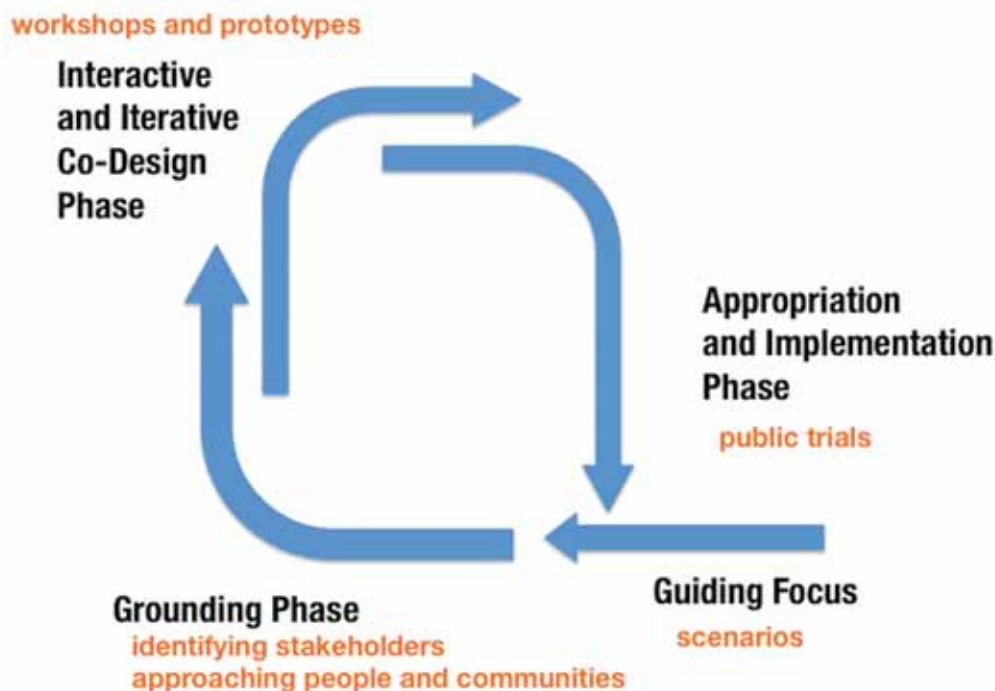 workshops and prototypes
Interactive
and Iterative
Co-Design
Phase
Appropriation
and Implementation
Phase
public trials
Guiding Focus
scenarios
Grounding Phase
identifying stakeholders
approaching people and communities